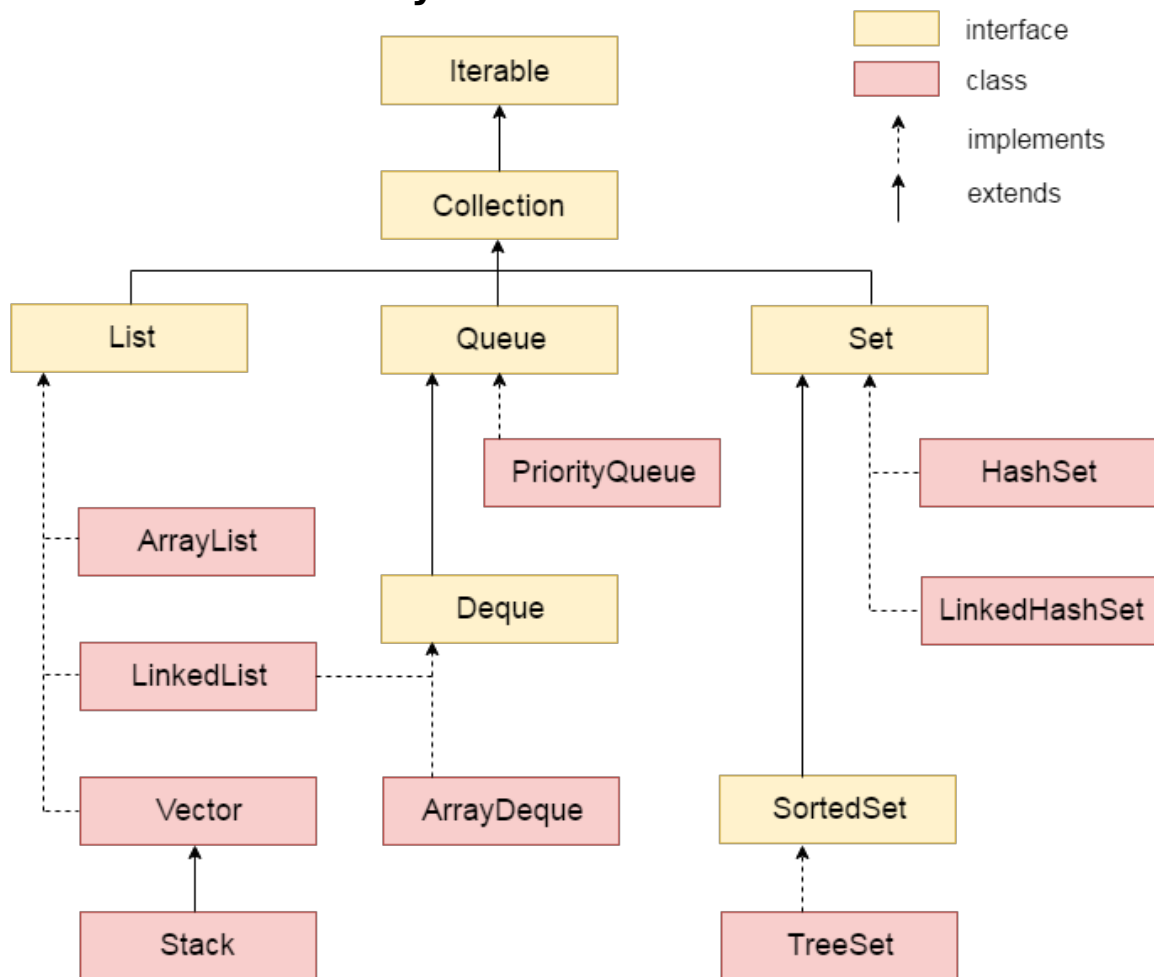 interface
Iterable
class
implements
Collection
extends
List
Queue
Set
PriorityQueue
HashSet
ArrayList
Deque
LinkedHashSet
LinkedList
Vector
ArrayDeque
SortedSet
Stack
TreeSet